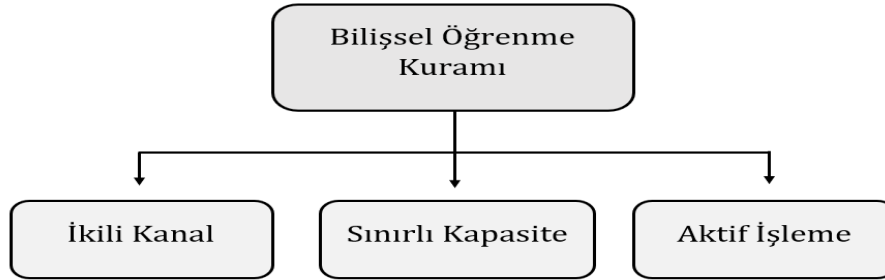 Bilişsel Öğrenme
Kuramı
İkili Kanal
Sınırlı Kapasite
Aktif İşleme